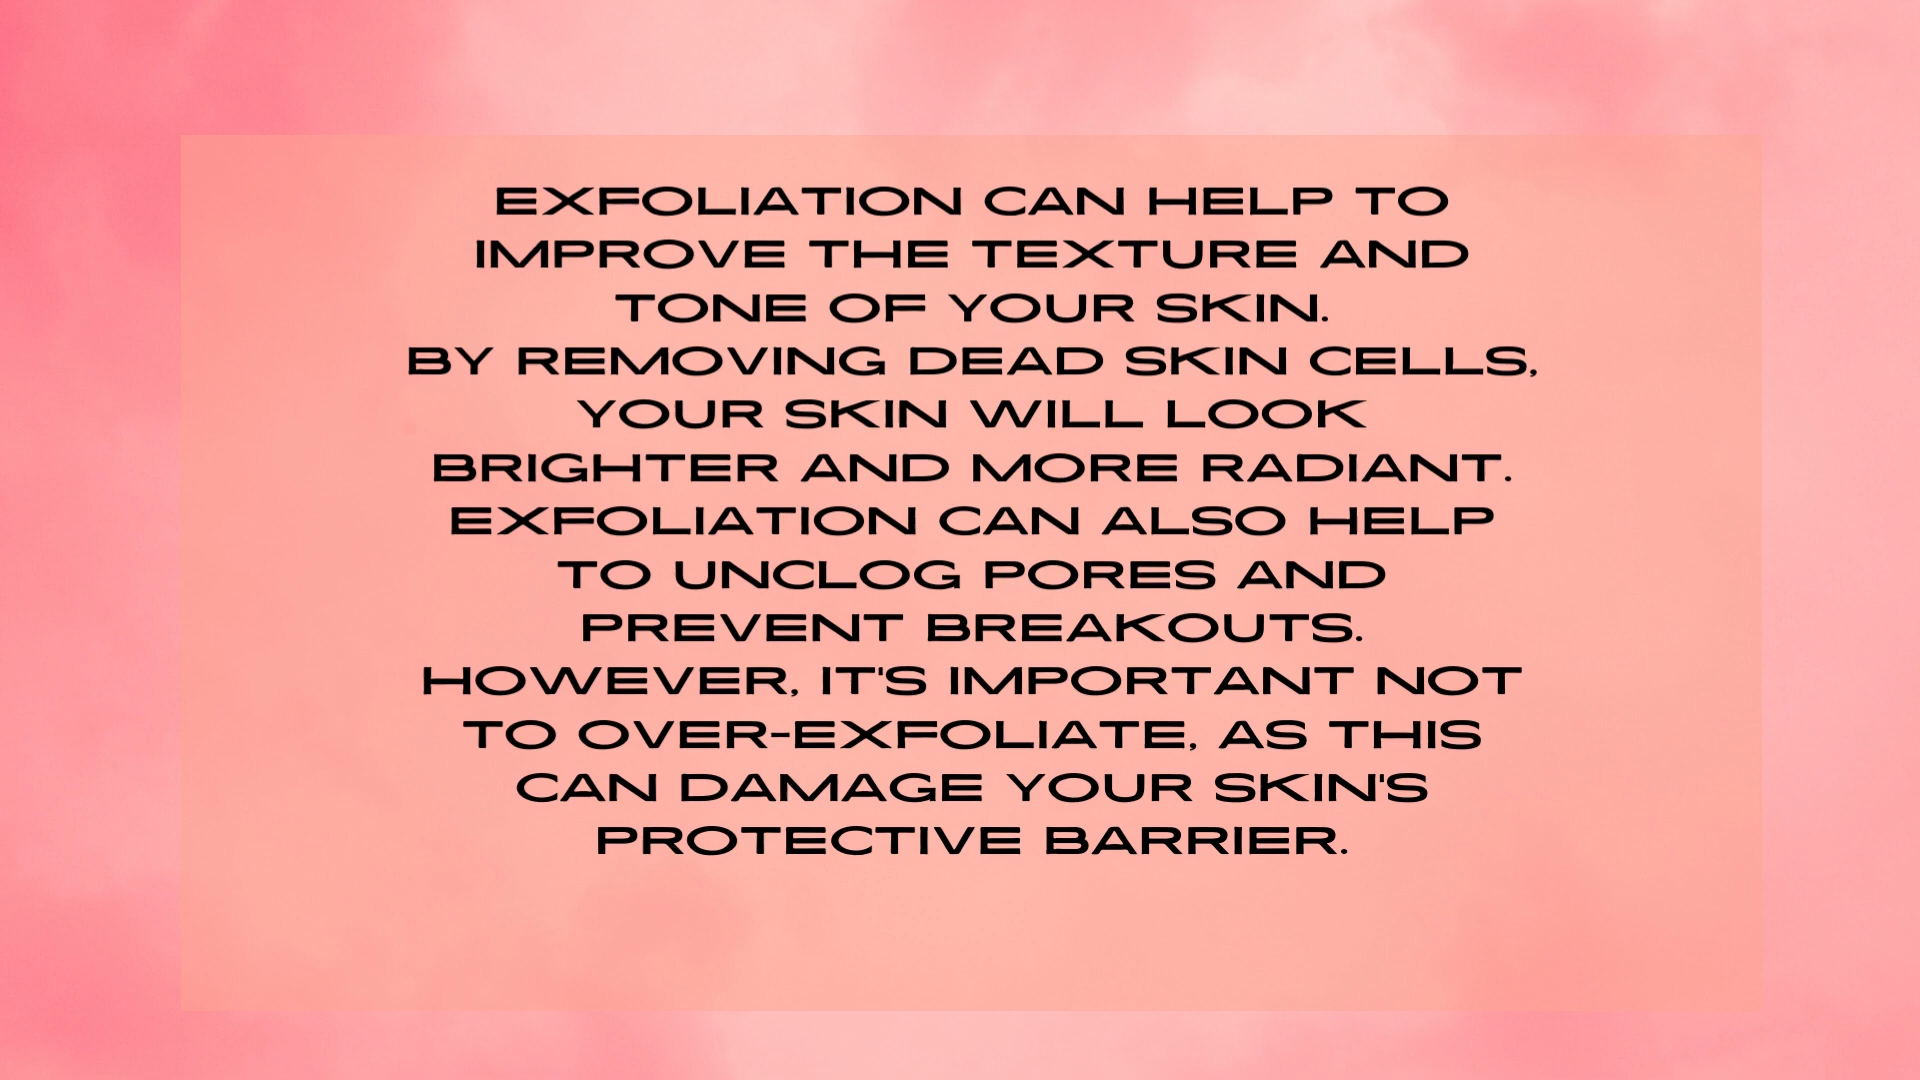 EXFOLIATION CAN HELP TO
IMPROVE THE TEXTURE AND
TONE OF YOUR SKIN.
BY REMOVING DEAD SKIN CELLS,
YOUR SKIN WILL LOOK
BRIGHTER AND MORE RADIANT.
EXFOLIATION CAN ALSO HELP
TO UNCLOG PORES AND
PREVENT BREAKOUTS.
HOWEVER, IT'S IMPORTANT NOT
TO OVER-EXFOLIATE, AS THIS
CAN DAMAGE YOUR SKIN'S
PROTECTIVE BARRIER.